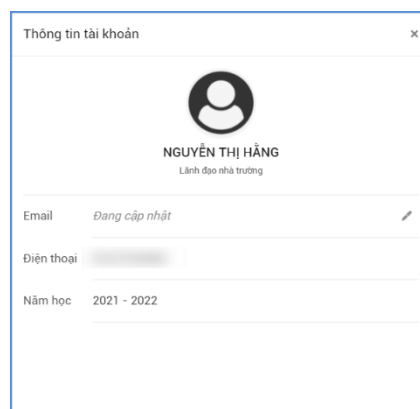 Thông tin tài khoản ×
NGUYỄN THỊ HẰNG
Lãnh đạo nhà trường
Email Đang cập nhật
Điện thoại
Năm học 2021 - 2022